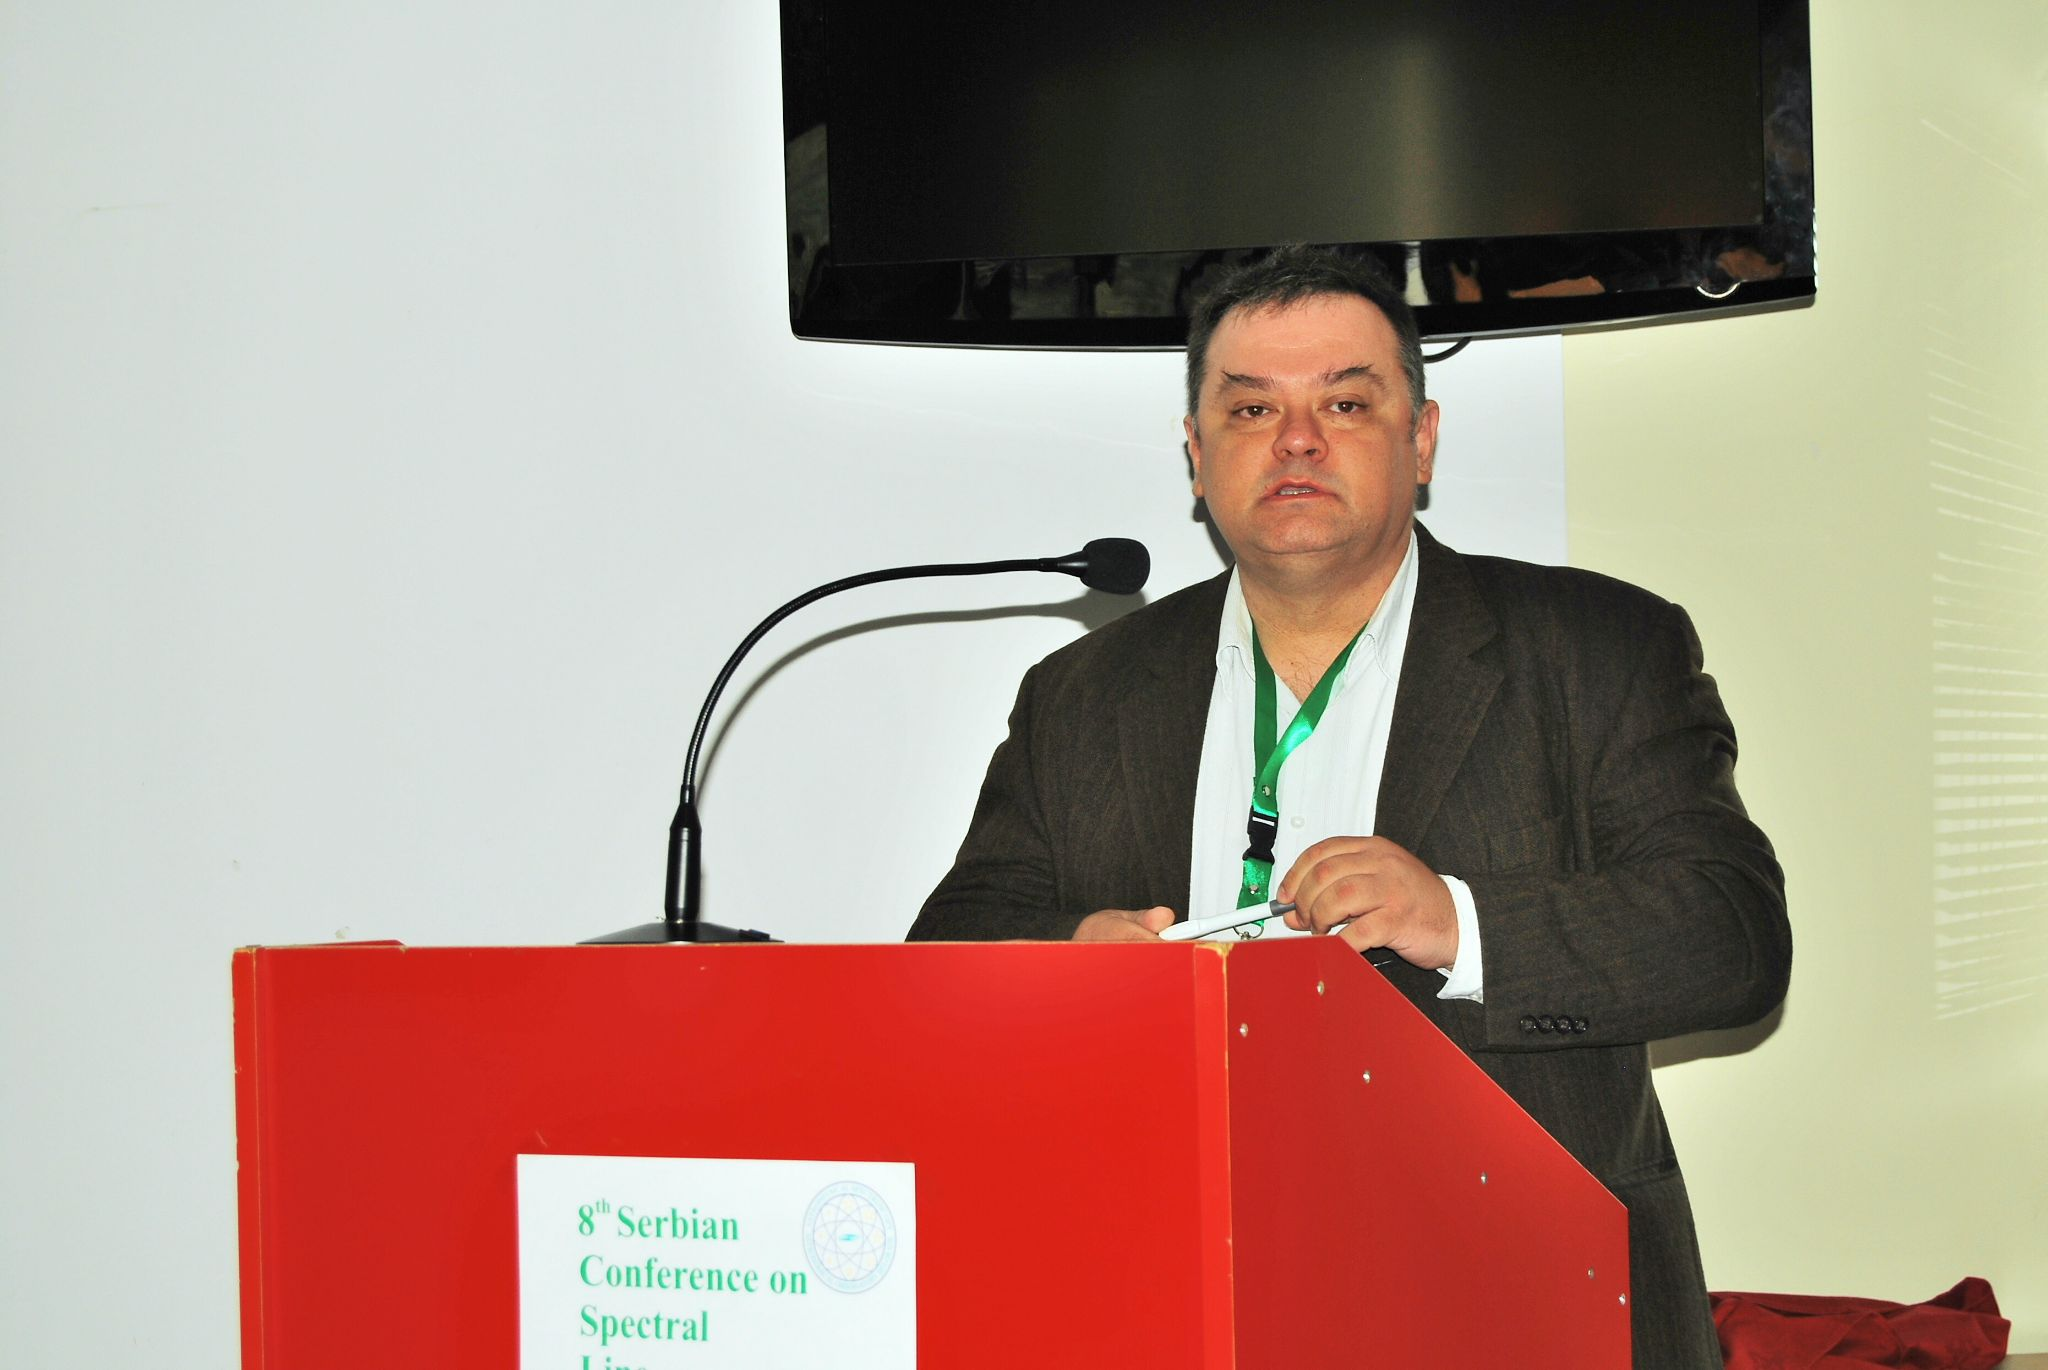 8th Serbian
Conference on
Spectral